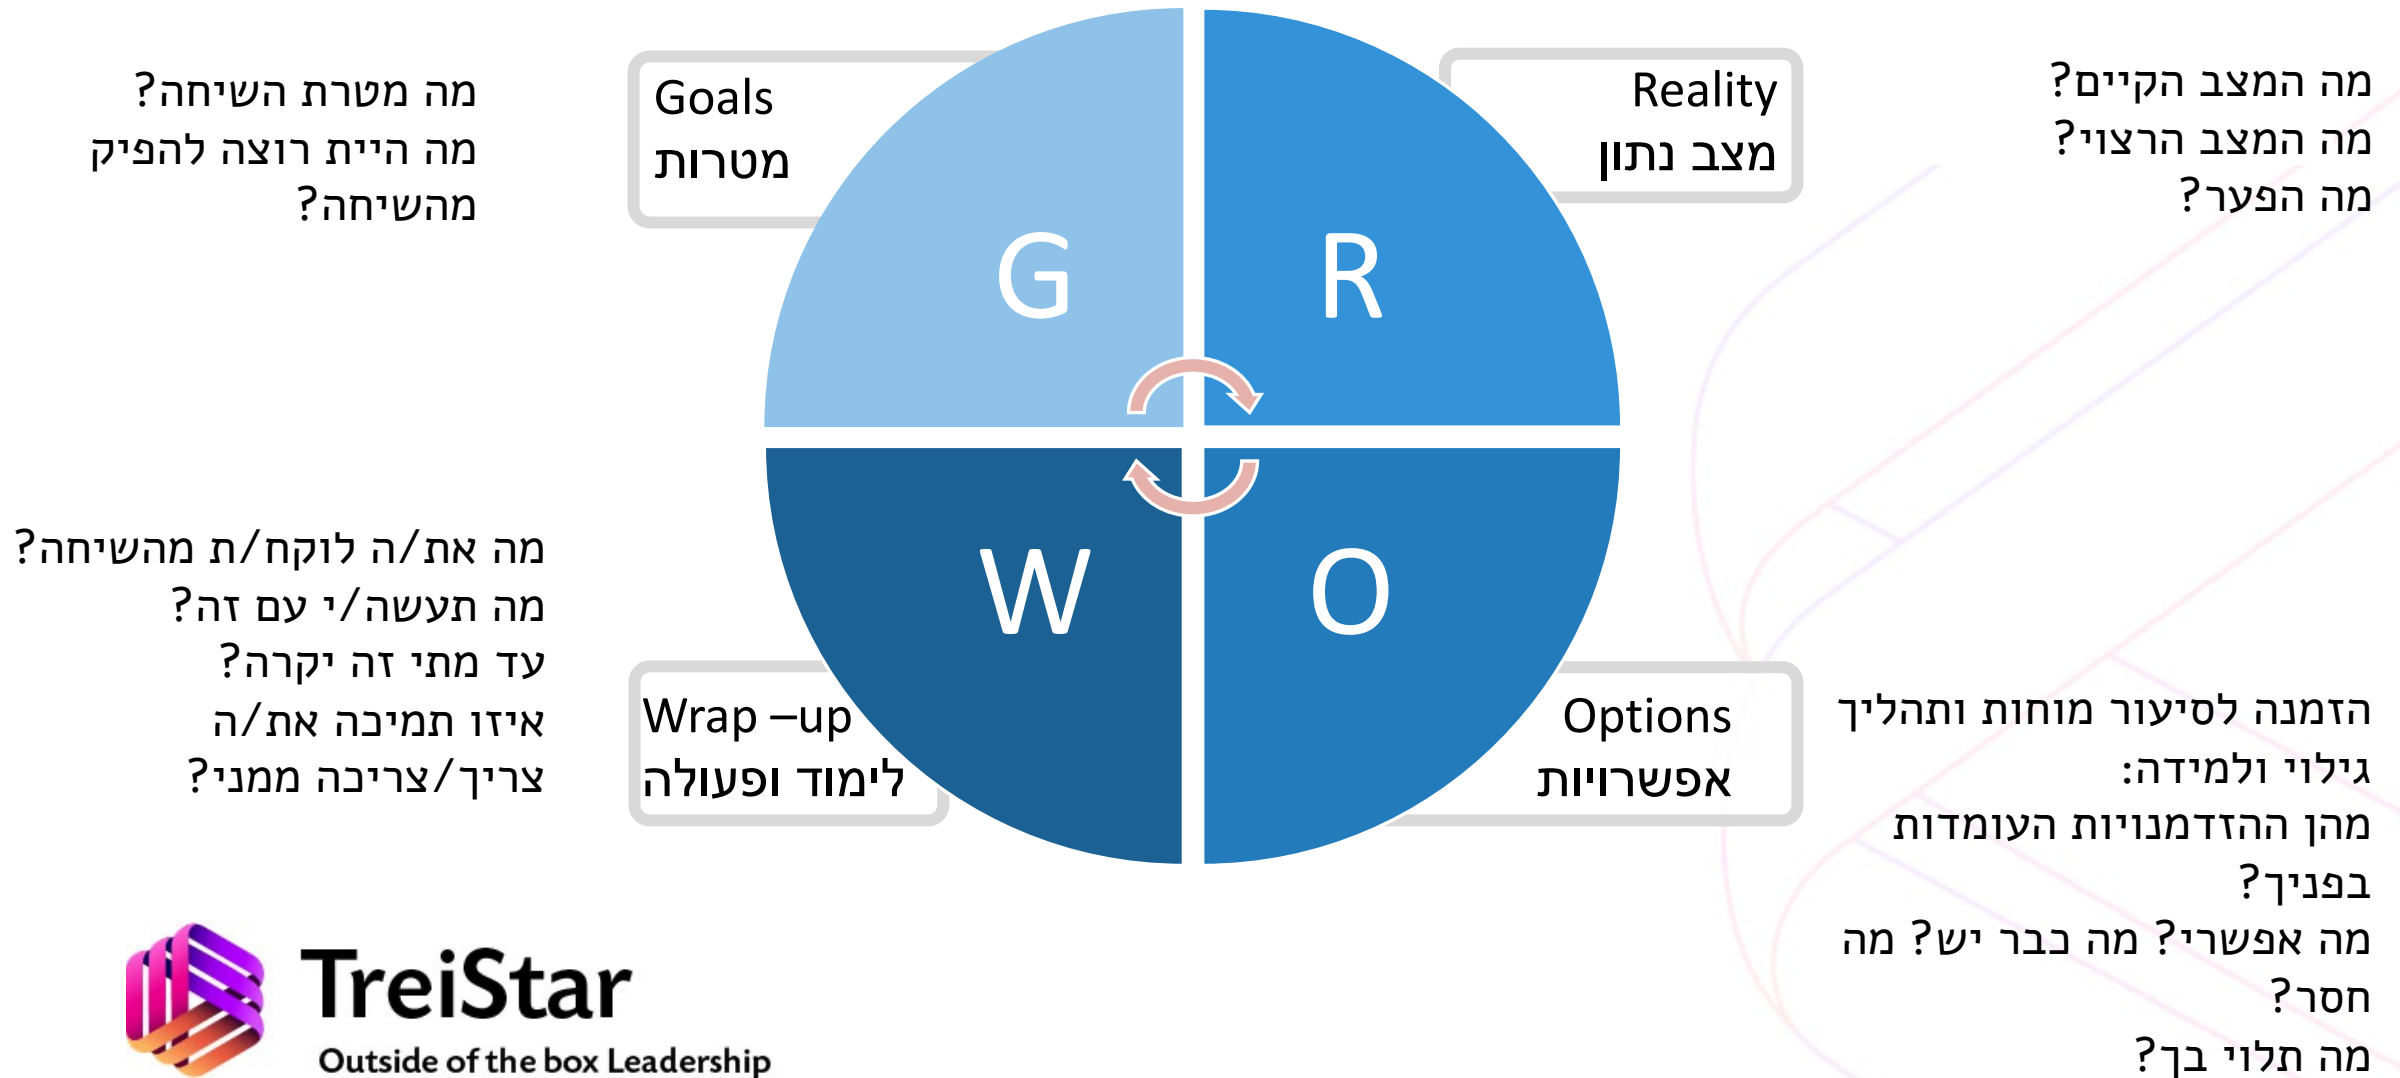 מה מטרת השיחה?
מה היית רוצה להפיק
מהשיחה?
Goals
מטרות
G
R
Reality
מצב נתון
מה המצב הקיים?
מה המצב הרצוי?
מה הפער?
O
Options
אפשרויות
הזמנה לסיעור מוחות ותהליך
גילוי ולמידה:
מהן ההזדמנויות העומדות
בפניך?
מה אפשרי? מה כבר יש? מה
חסר?
מה תלוי בך?
W
Wrap –up
לימוד ופעולה
מה את/ה לוקח/ת מהשיחה?
מה תעשה/י עם זה?
עד מתי זה יקרה?
איזו תמיכה את/ה
צריך/צריכה ממני?
TreiStar
Outside of the box Leadership